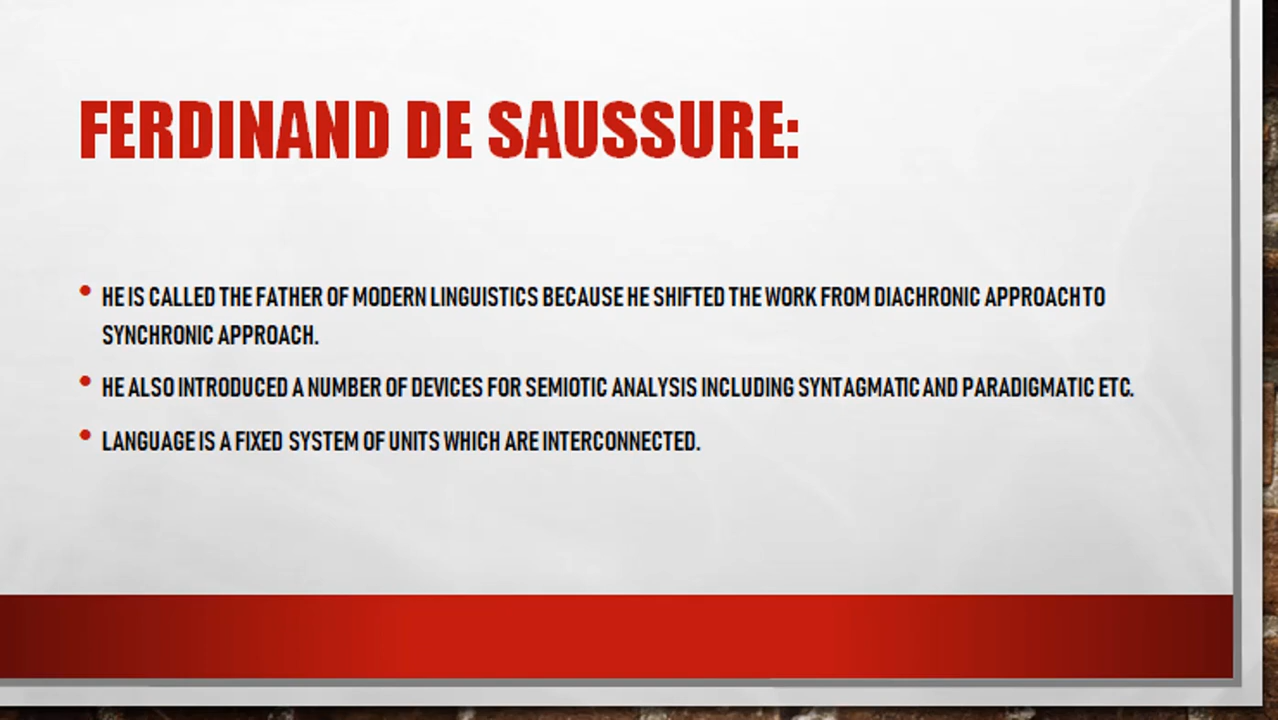 FERDINAND DE SAUSSURE:
• HE IS CALLED THE FATHER OF MODERN LINGUISTICS BECAUSE HE SHIFTED THE WORK FROM DIACHRONIC APPROACH TO
SYNCHRONIC APPROACH.
• HE ALSO INTRODUCED A NUMBER OF DEVICES FOR SEMIOTIC ANALYSIS INCLUDING SYNTAGMATIC AND PARADIGMATIC ETC.
• LANGUAGE IS A FIXED SYSTEM OF UNITS WHICH ARE INTERCONNECTED.